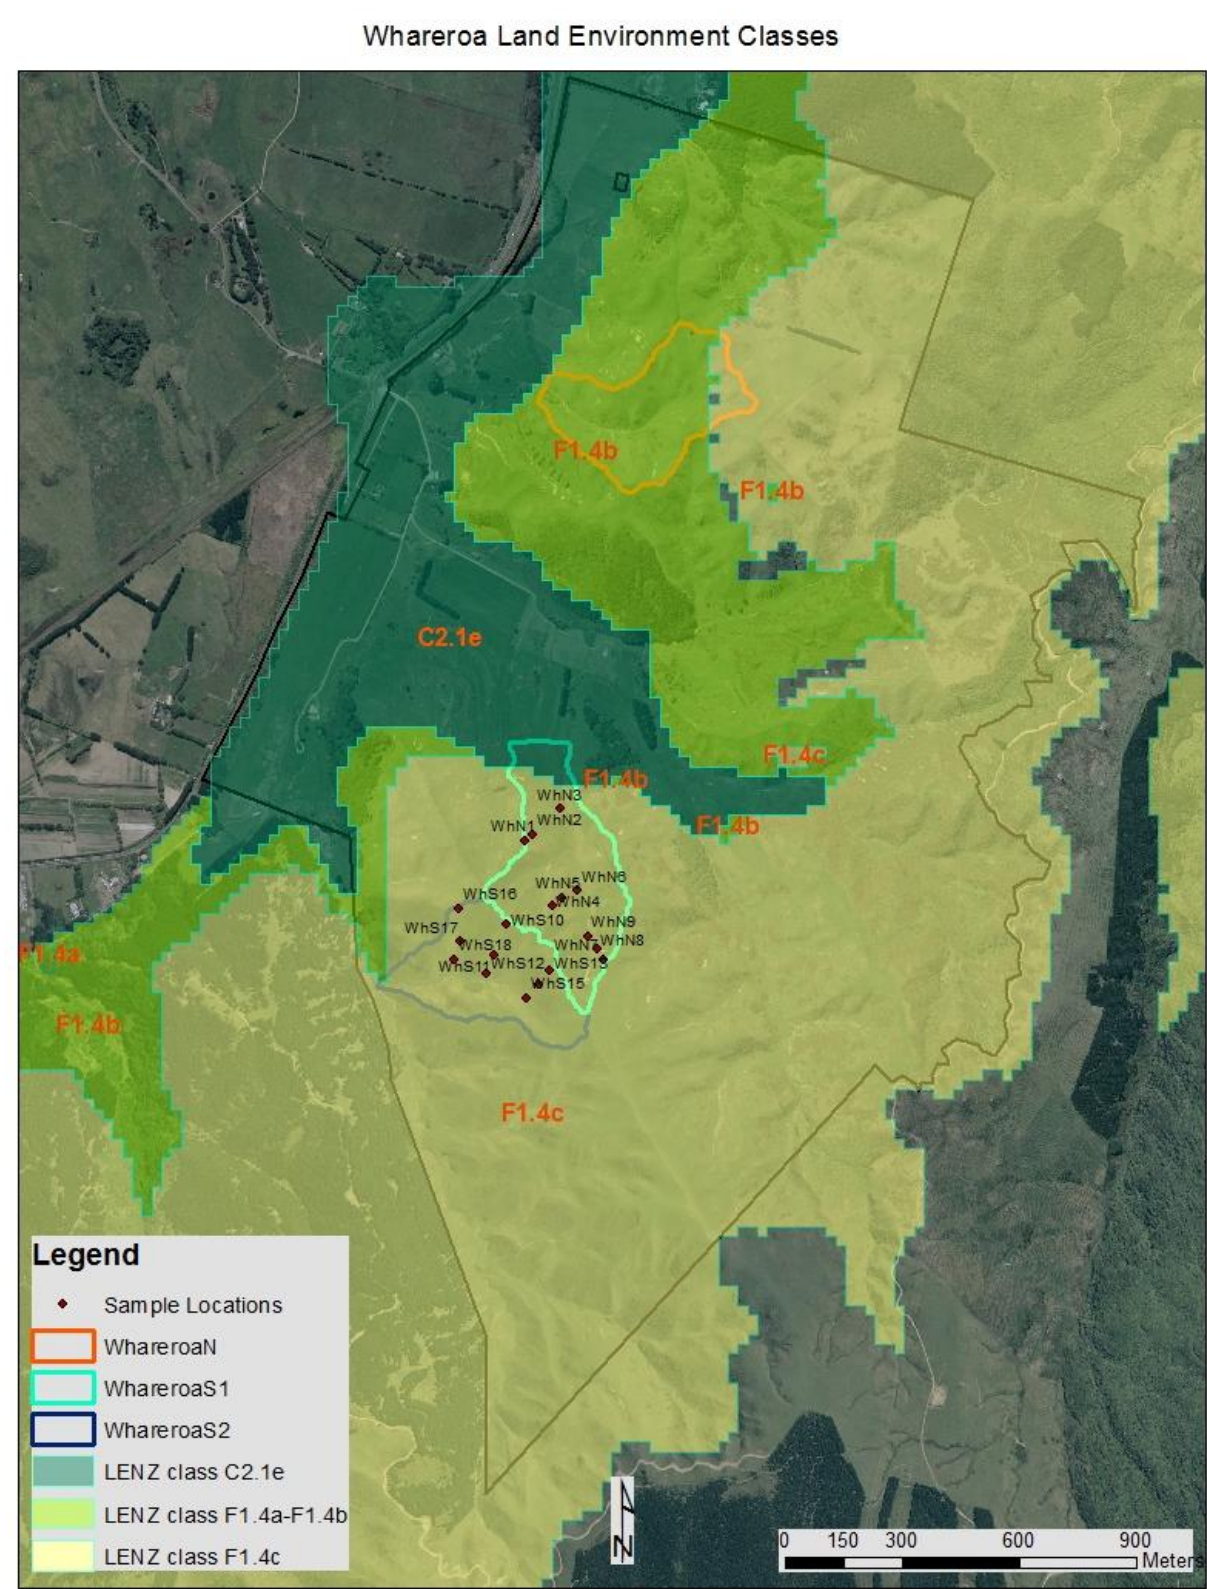 Whareroa Land Environment Classes
F1.4b
F1.4b
C2.1e
F1.4c
F1.4b
WhN3
WhN2
WhN1
F1.4b
WhN6
WhN5
WhN4
WhS16
WhS10
WhS17
WhN9
WhS18
WhN7
WhN8
WhS11
WhS12
WhS13
WhS15
F1.4a
F1.4b
F1.4c
Legend
Sample Locations
WhareroaN
WhareroaS1
WhareroaS2
LENZ class C2.1e
LENZ class F1.4a-F1.4b
LENZ class F1.4c
N
0 150 300 600 900
Meters